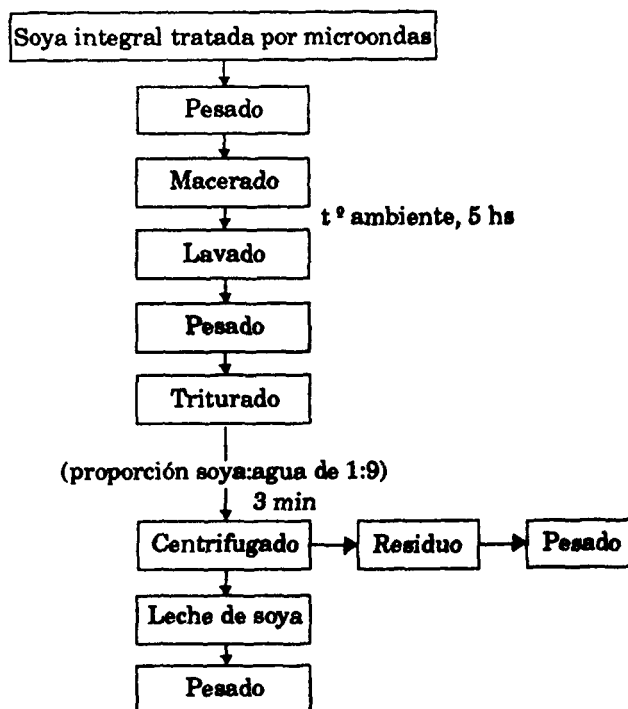 Soya integral tratada por microondas
Pesado
Macerado
t º ambiente, 5 hs
Lavado
Pesado
Triturado
(proporción soya:agua de 1:9)
3 min
Centrifugado
Residuo
Pesado
Leche de soya
Pesado